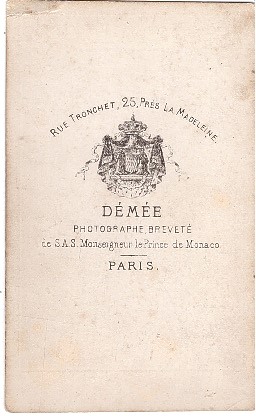 RUE TRONCHET, 25, PRÈS LA MADELEINE.
DÉMÉE
PHOTOGRAPHE BREVETÉ
de S.A.S. Monseigneur le Prince de Monaco
PARIS.